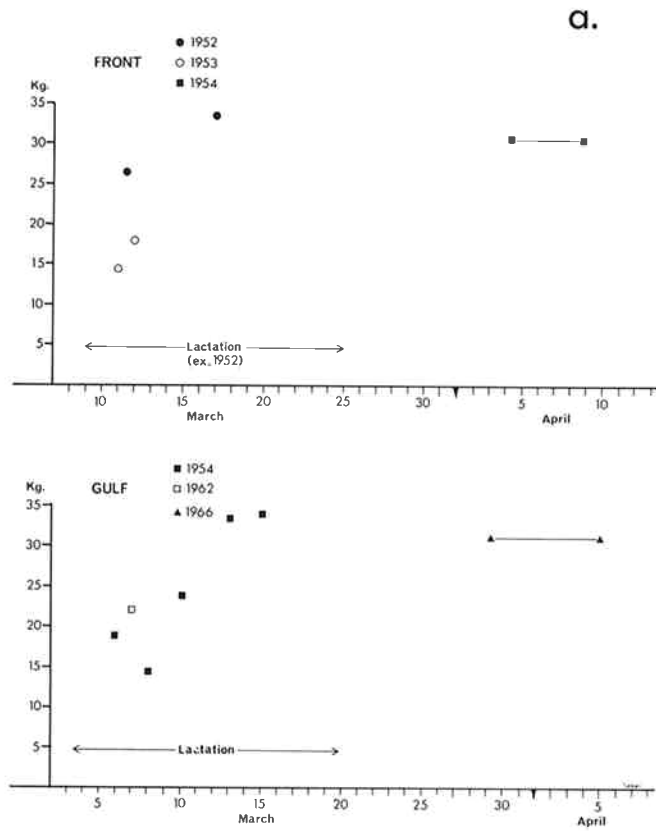 a.
● 1952
FRONT ○ 1953
■ 1954
Kg.
35
30
25
20
15
10
5
Lactation
(ex. 1952)
10 15 20 25 30 5 10
March April
■ 1954
GULF □ 1962
▲ 1966
Kg.
35
30
25
20
15
10
5
Lactation
5 10 15 20 25 30 5
March April